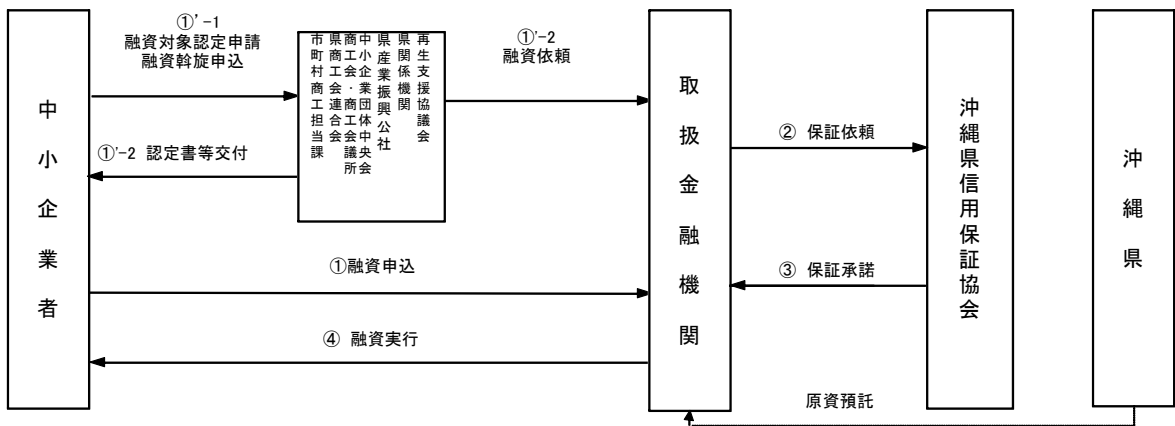 中小企業者
①'-1
融資対象認定申請
融資斡旋申込
①'-2 認定書等交付
再生支援協議会
県関係機関
県産業振興公社
中小企業団体中央会
商工会・商工会議所
県商工会連合会
市町村商工担当課
①'-2
融資依頼
①融資申込
④ 融資実行
取扱金融機関
② 保証依頼
③ 保証承諾
原資預託
沖縄県信用保証協会
沖縄県